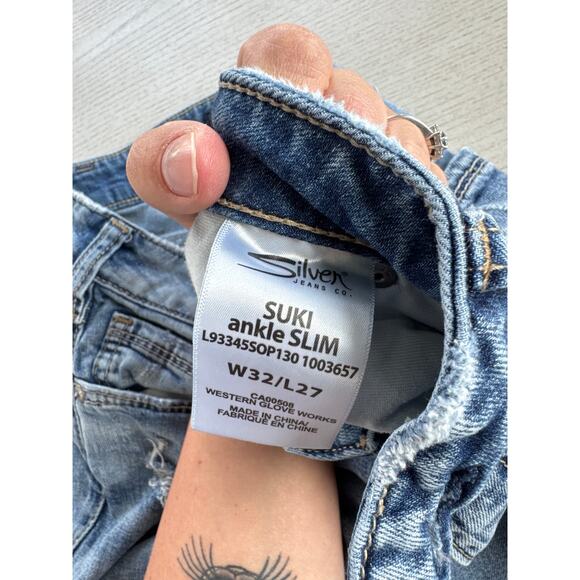 Silver
JEANS CO.
SUKI
ankle SLIM
L93345SOP130 1003657
W32/L27
CA00508
WESTERN GLOVE WORKS
MADE IN CHINA/
FABRIQUÉ EN CHINE